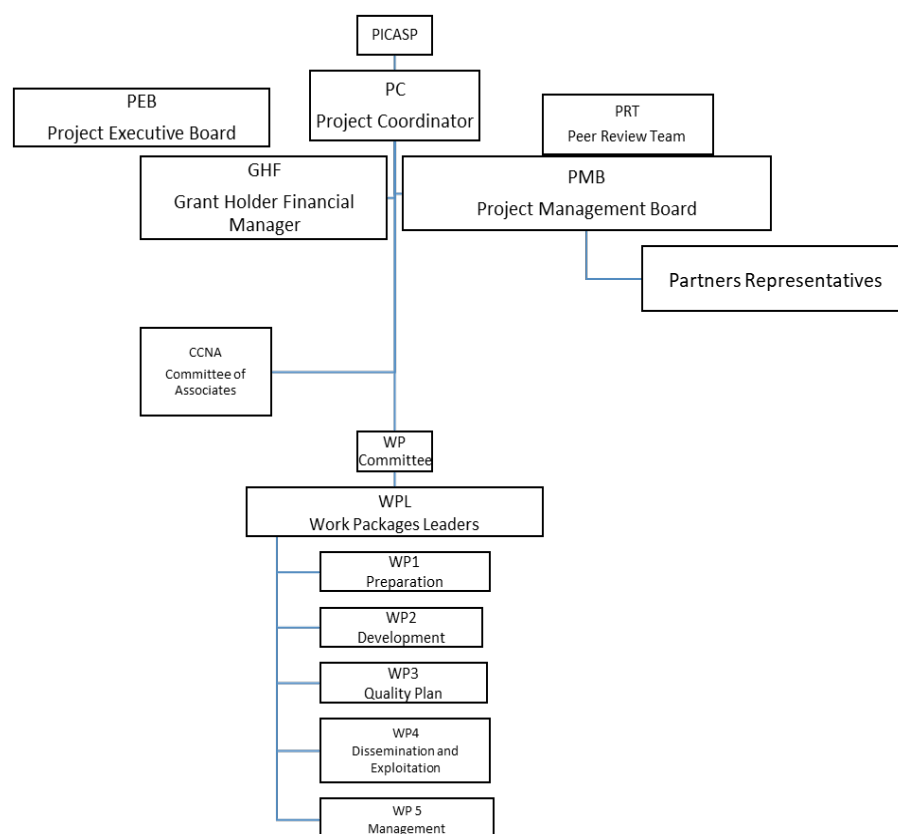 PICASP
PC
Project Coordinator
PEB
Project Executive Board
PRT
Peer Review Team
GHF
Grant Holder Financial
Manager
PMB
Project Management Board
Partners Representatives
CCNA
Committee of
Associates
WP
Committee
WPL
Work Packages Leaders
WP1
Preparation
WP2
Development
WP3
Quality Plan
WP4
Dissemination and
Exploitation
WP 5
Management